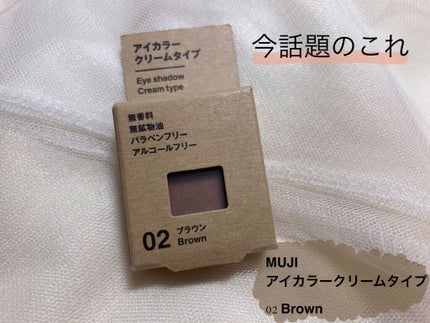 今話題のこれ
アイカラー
クリームタイプ
Eye shadow
Cream type
無香料
無鉱物油
パラベンフリー
アルコールフリー
02 ブラウン
Brown
MUJI
アイカラークリームタイプ
02 Brown